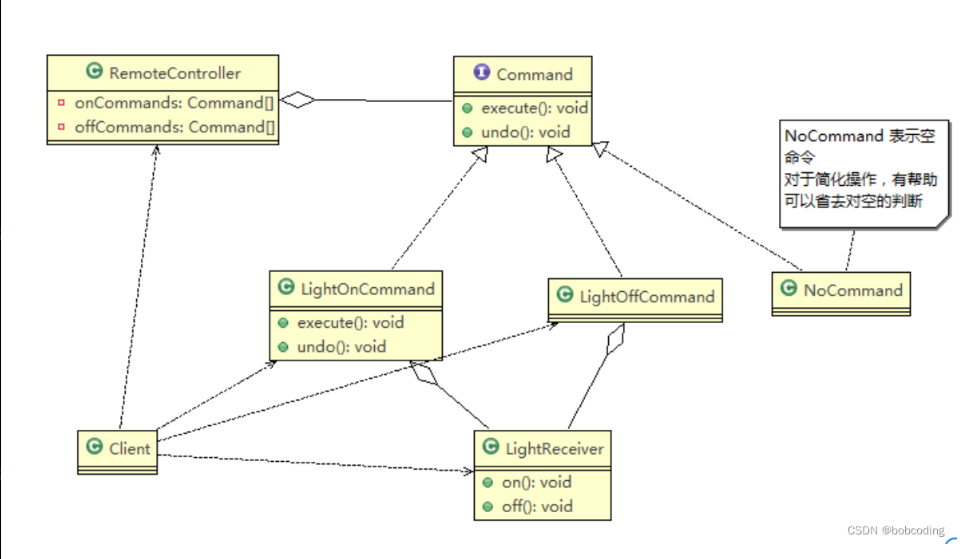 RemoteController
onCommands: Command[]
offCommands: Command[]
Command
execute(): void
undo(): void
NoCommand 表示空
命令
对于简化操作，有帮助
可以省去对空的判断
LightOnCommand
execute(): void
undo(): void
LightOffCommand
NoCommand
Client
LightReceiver
on(): void
off(): void
CSDN @bobcoding